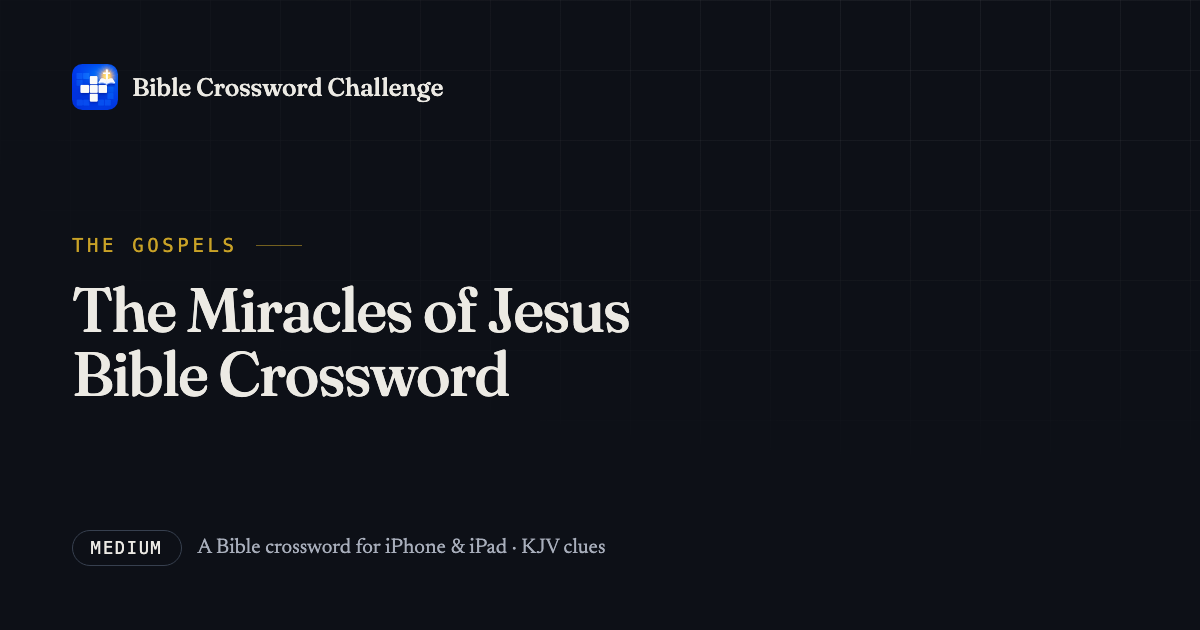 Bible Crossword Challenge
THE GOSPELS
The Miracles of Jesus
Bible Crossword
MEDIUM
A Bible crossword for iPhone & iPad · KJV clues